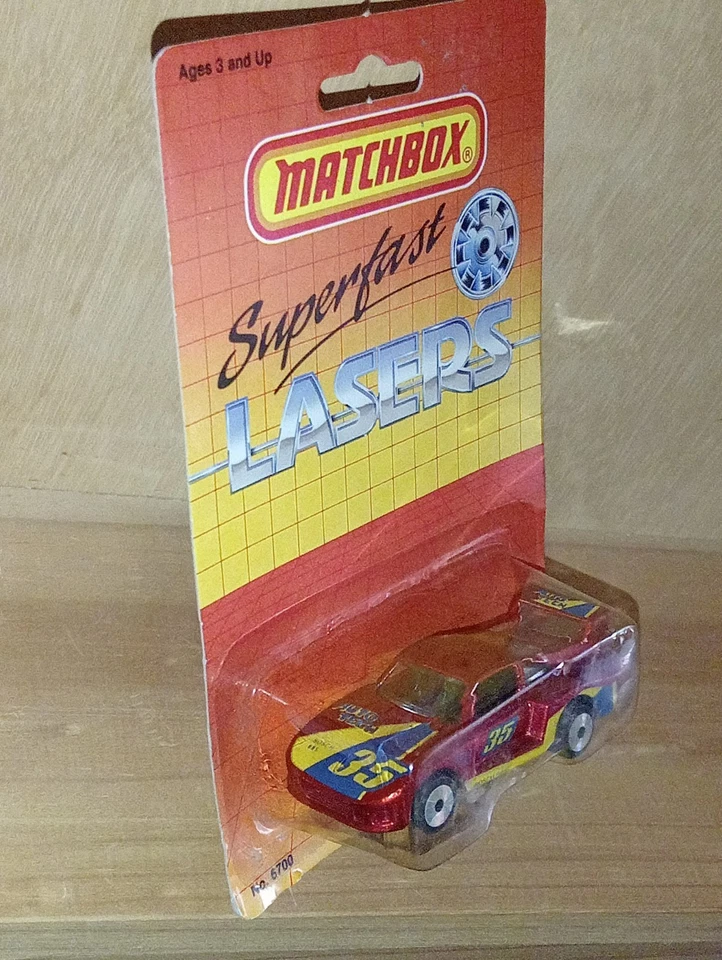 Ages 3 and Up
MATCHBOX®
Superfast
LASERS
35
35
No. 6700